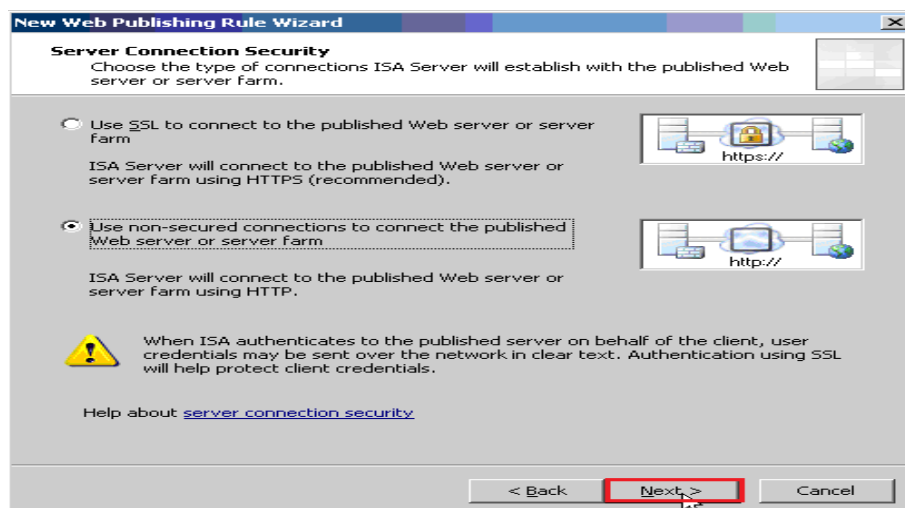 New Web Publishing Rule Wizard
Server Connection Security
Choose the type of connections ISA Server will establish with the published Web
server or server farm.
Use SSL to connect to the published Web server or server
farm
https://
ISA Server will connect to the published Web server or
server farm using HTTPS (recommended).
Use non-secured connections to connect the published
Web server or server farm
http://
ISA Server will connect to the published Web server or
server farm using HTTP.
When ISA authenticates to the published server on behalf of the client, user
credentials may be sent over the network in clear text. Authentication using SSL
will help protect client credentials.
Help about server connection security
< Back Next > Cancel